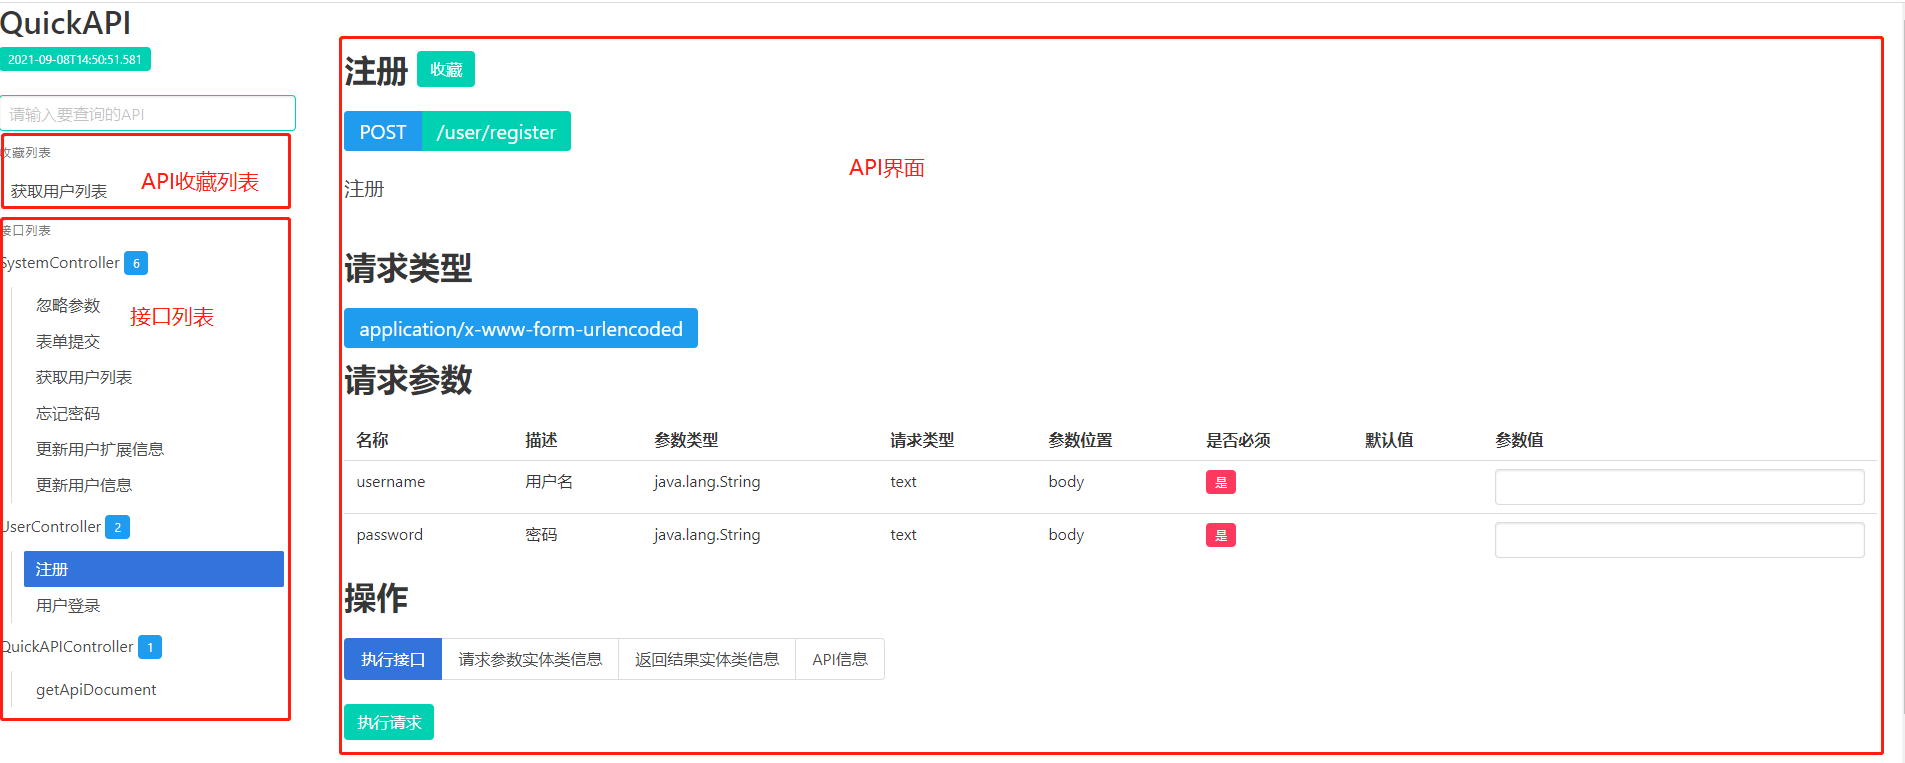 QuickAPI
2021-09-08T14:50:51.581
请输入要查询的API
收藏列表
获取用户列表
API收藏列表
接口列表
SystemController 6
忽略参数
接口列表
表单提交
获取用户列表
忘记密码
更新用户扩展信息
更新用户信息
UserController 2
注册
用户登录
QuickAPIController 1
getApiDocument
注册 收藏
POST /user/register
API界面
注册
请求类型
application/x-www-form-urlencoded
请求参数
名称 描述 参数类型 请求类型 参数位置 是否必须 默认值 参数值
username 用户名 java.lang.String text body 是
password 密码 java.lang.String text body 是
操作
执行接口 请求参数实体类信息 返回结果实体类信息 API信息
执行请求